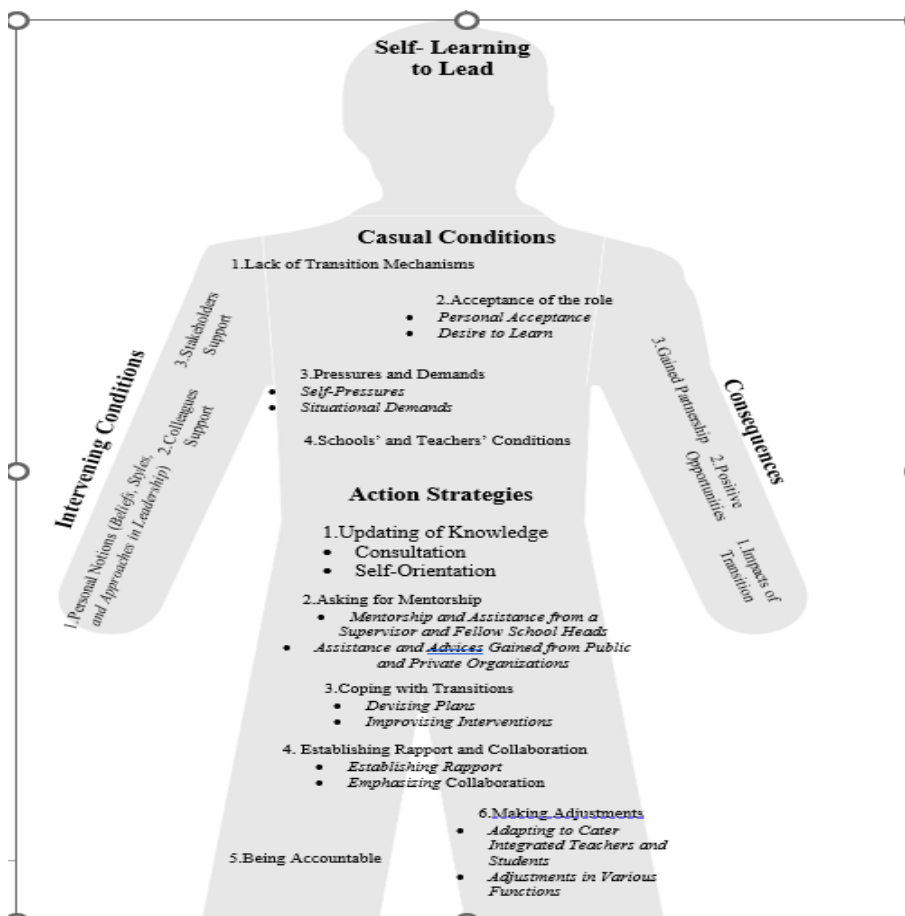 Self- Learning
to Lead
Casual Conditions
1.Lack of Transition Mechanisms
2.Acceptance of the role
• Personal Acceptance
• Desire to Learn
3.Pressures and Demands
• Self-Pressures
• Situational Demands
4.Schools’ and Teachers’ Conditions
Intervening Conditions
1.Personal Notions (Beliefs, Styles,
and Approaches in Leadership)
2.Colleagues
Support
3.Stakeholders
Support
Consequences
3.Gained Partnership
Opportunities
2.Positive
1.Impacts of
Transition
Action Strategies
1.Updating of Knowledge
• Consultation
• Self-Orientation
2.Asking for Mentorship
• Mentorship and Assistance from a
Supervisor and Fellow School Heads
• Assistance and Advices Gained from Public
and Private Organizations
3.Coping with Transitions
• Devising Plans
• Improvising Interventions
4. Establishing Rapport and Collaboration
• Establishing Rapport
• Emphasizing Collaboration
5.Being Accountable
6.Making Adjustments
• Adapting to Cater
Integrated Teachers and
Students
• Adjustments in Various
Functions